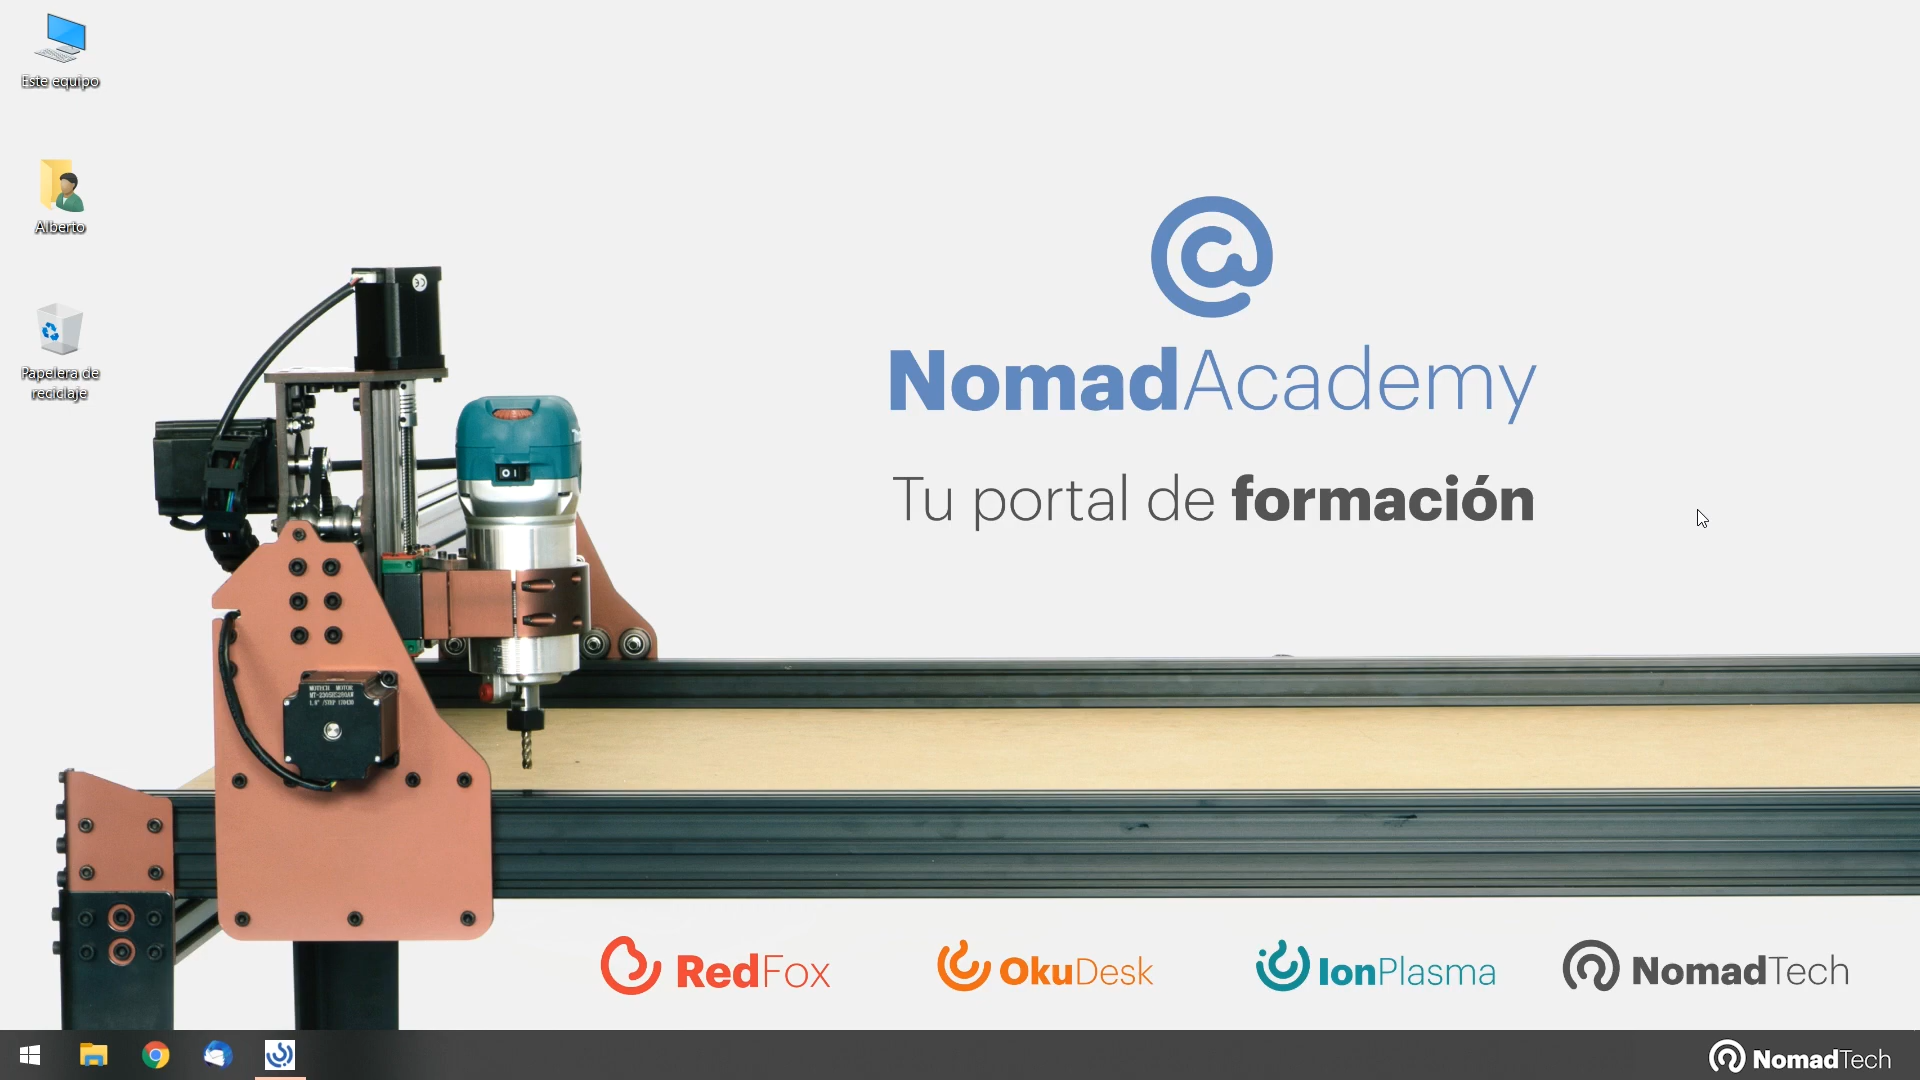 Este equipo
Alberto
Papelera de
reciclaje
NomadAcademy
Tu portal de formación
RedFox
OkuDesk
IonPlasma
NomadTech
NomadTech